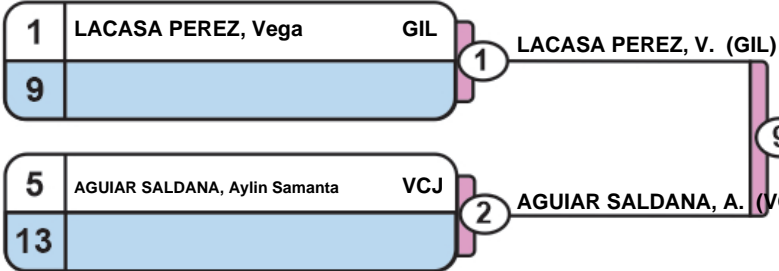 1 LACASA PEREZ, Vega GIL
1 LACASA PEREZ, V. (GIL)
9
5 AGUIAR SALDANA, Aylin Samanta VCJ
2 AGUIAR SALDANA, A.
13